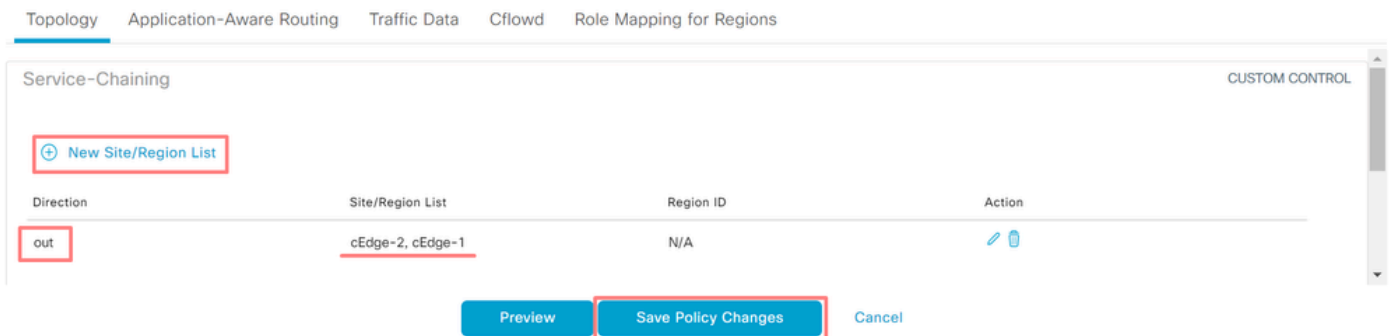 Topology Application-Aware Routing Traffic Data Cflowd Role Mapping for Regions
Service-Chaining CUSTOM CONTROL
New Site/Region List
Direction Site/Region List Region ID Action
out cEdge-2, cEdge-1 N/A
Preview Save Policy Changes Cancel